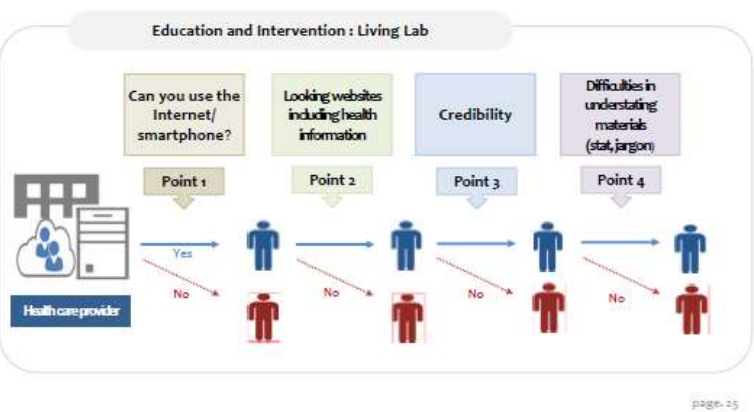 Education and Intervention : Living Lab
Can you use the
Internet/
smartphone?
Looking websites
including health
information
Credibility
Difficulties in
understating
materials
(stat, jargon)
Point 1
Point 2
Point 3
Point 4
Yes
No
No
No
No
Health care provider
page. 25